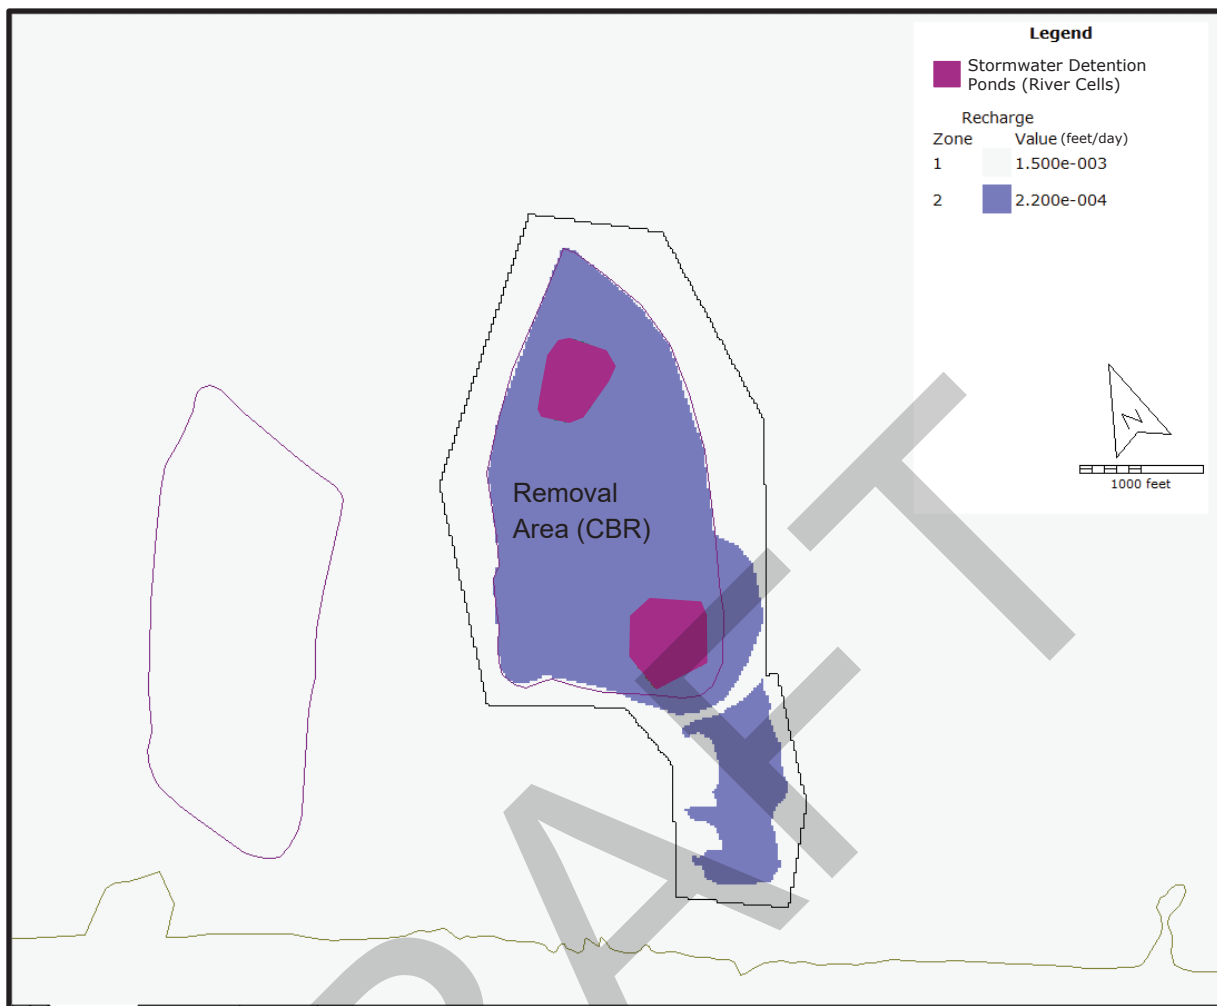 Legend
Stormwater Detention
Ponds (River Cells)
Recharge
Zone Value (feet/day)
1 1.500e-003
2 2.200e-004
N
1000 feet
Removal
Area (CBR)
DRAFT